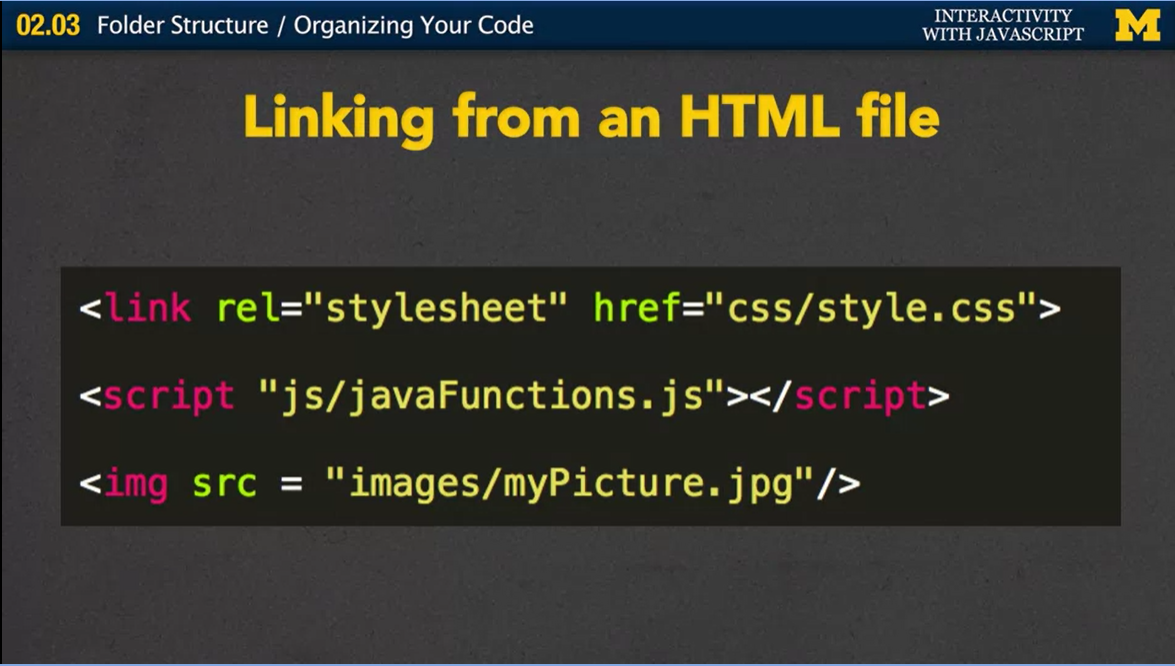 02.03 Folder Structure / Organizing Your Code
INTERACTIVITY
WITH JAVASCRIPT
M
Linking from an HTML file
<link rel="stylesheet" href="css/style.css">
<script "js/javaFunctions.js"></script>
<img src = "images/myPicture.jpg"/>